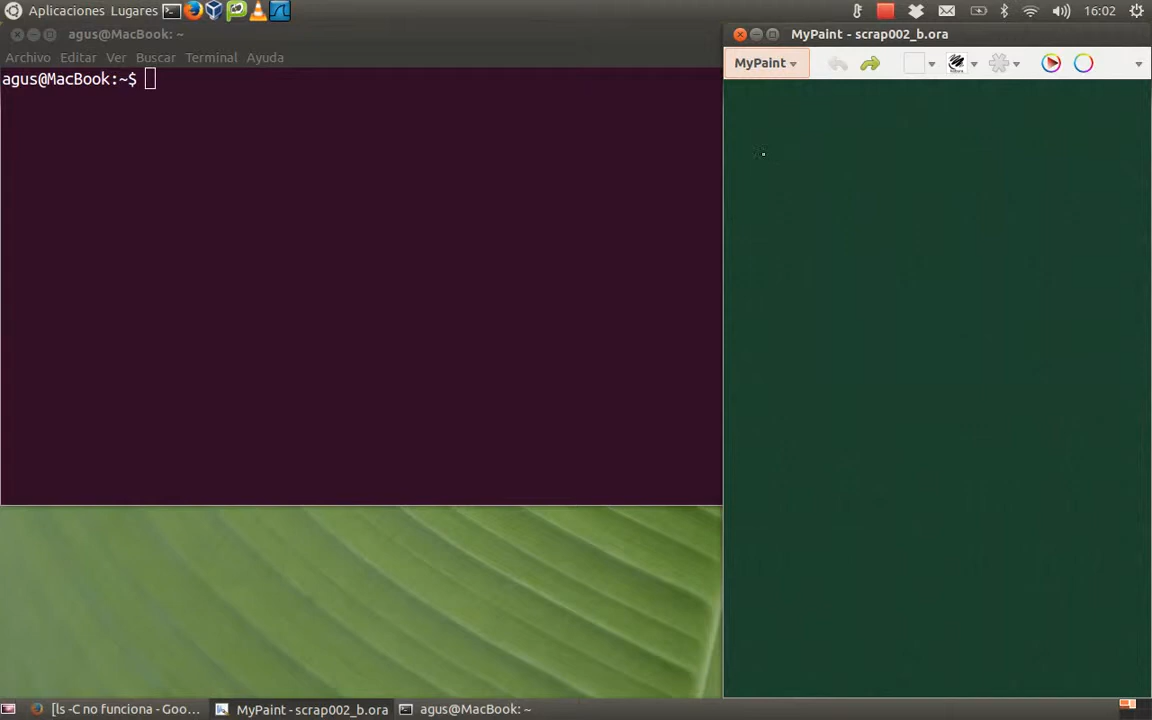 Aplicaciones Lugares 16:02
agus@MacBook: ~
Archivo Editar Ver Buscar Terminal Ayuda
agus@MacBook:~$
MyPaint - scrap002_b.ora
MyPaint
[ls -C no funciona - Goo...
MyPaint - scrap002_b.ora
agus@MacBook: ~